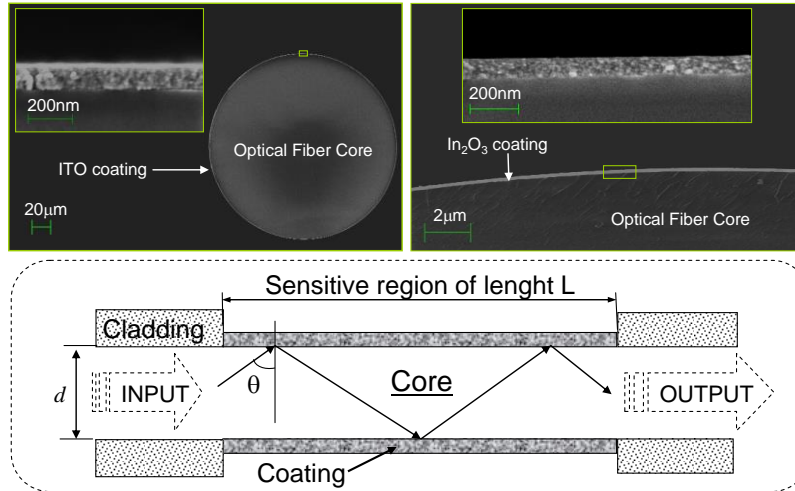 200nm
Optical Fiber Core
ITO coating
20μm
200nm
In₂O₃ coating
2μm
Optical Fiber Core
Sensitive region of lenght L
Cladding
d
INPUT
θ
Core
OUTPUT
Coating